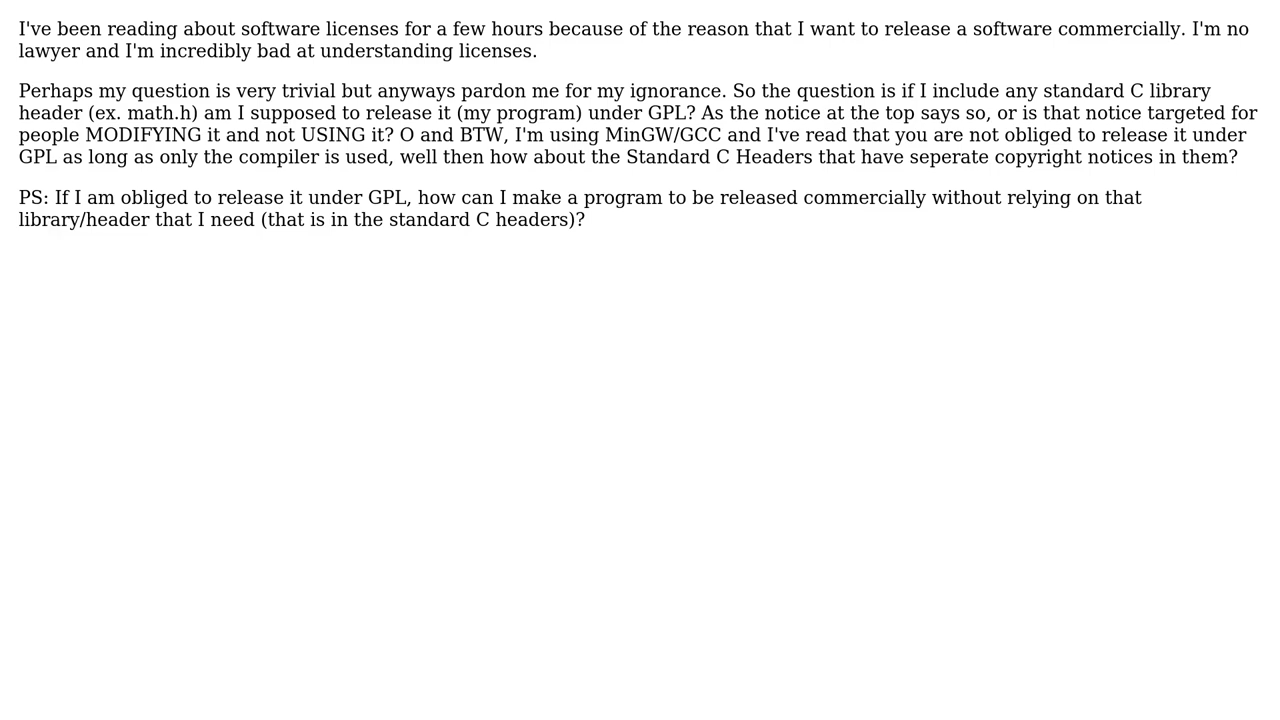 I've been reading about software licenses for a few hours because of the reason that I want to release a software commercially. I'm no
lawyer and I'm incredibly bad at understanding licenses.
Perhaps my question is very trivial but anyways pardon me for my ignorance. So the question is if I include any standard C library
header (ex. math.h) am I supposed to release it (my program) under GPL? As the notice at the top says so, or is that notice targeted for
people MODIFYING it and not USING it? O and BTW, I'm using MinGW/GCC and I've read that you are not obliged to release it under
GPL as long as only the compiler is used, well then how about the Standard C Headers that have seperate copyright notices in them?
PS: If I am obliged to release it under GPL, how can I make a program to be released commercially without relying on that
library/header that I need (that is in the standard C headers)?